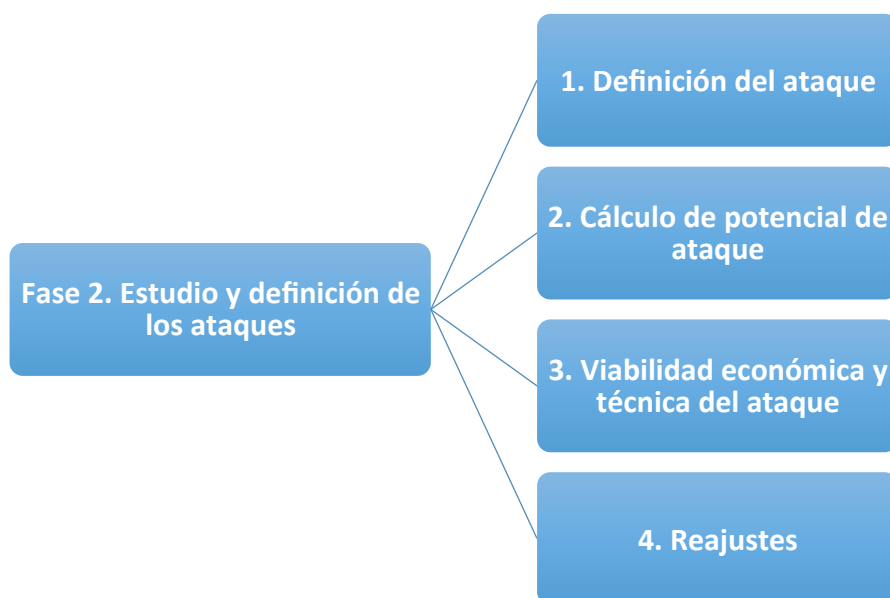 1. Definición del ataque
2. Cálculo de potencial de
ataque
Fase 2. Estudio y definición de
los ataques
3. Viabilidad económica y
técnica del ataque
4. Reajustes